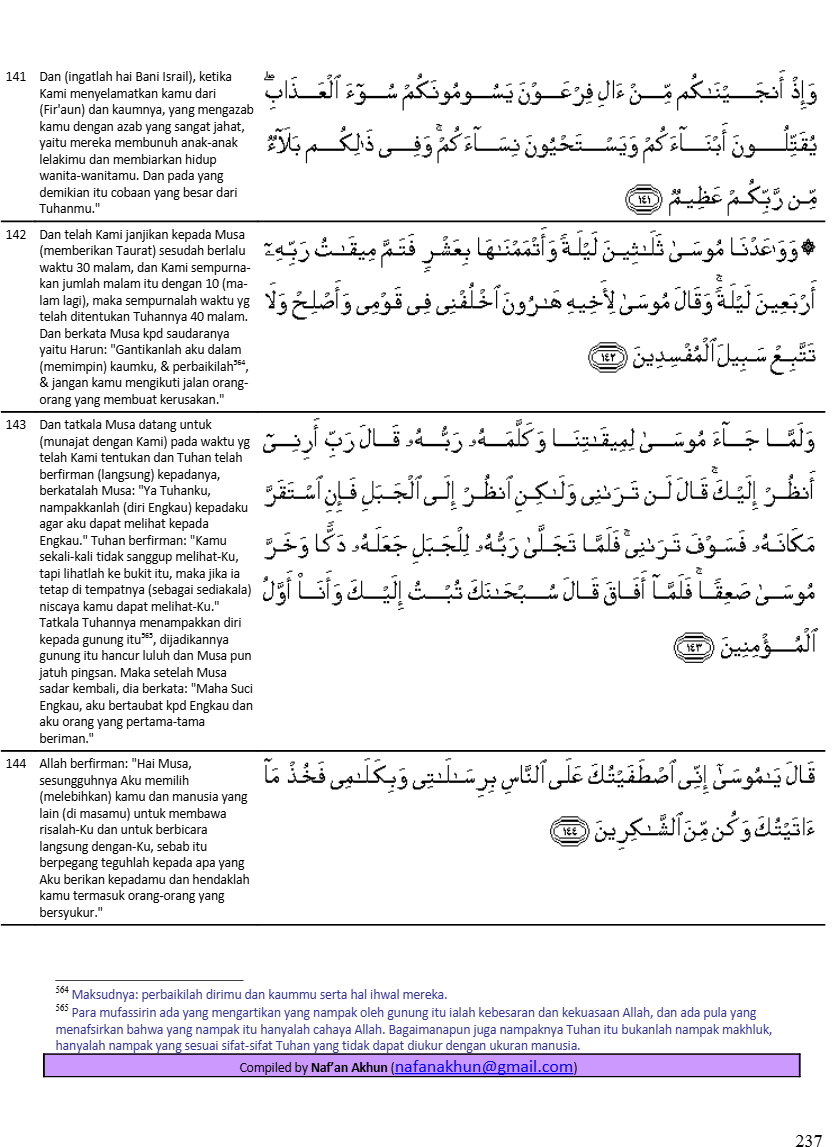 141 Dan (ingatlah hai Bani Israil), ketika
Kami menyelamatkan kamu dari
(Fir'aun) dan kaumnya, yang mengazab
kamu dengan azab yang sangat jahat,
yaitu mereka membunuh anak-anak
lelakimu dan membiarkan hidup
wanita-wanitamu. Dan pada yang
demikian itu cobaan yang besar dari
Tuhanmu."
وَإِذْ أَنجَيْنَـٰكُم مِّنْ ءَالِ فِرْعَوْنَ يَسُومُونَكُمْ سُوٓءَ ٱلْعَذَابِ ۖ
يُقَتِّلُونَ أَبْنَآءَكُمْ وَيَسْتَحْيُونَ نِسَآءَكُمْ ۚ وَفِى ذَٰلِكُم بَلَآءٌ
مِّن رَّبِّكُمْ عَظِيمٌ ١٤١
142 Dan telah Kami janjikan kepada Musa
(memberikan Taurat) sesudah berlalu
waktu 30 malam, dan Kami sempurna-
kan jumlah malam itu dengan 10 (ma-
lam lagi), maka sempurnalah waktu yg
telah ditentukan Tuhannya 40 malam.
Dan berkata Musa kpd saudaranya
yaitu Harun: "Gantikanlah aku dalam
(memimpin) kaumku, & perbaikilah⁵⁶⁴,
& jangan kamu mengikuti jalan orang-
orang yang membuat kerusakan."
۞ وَوَٰعَدْنَا مُوسَىٰ ثَلَـٰثِينَ لَيْلَةً وَأَتْمَمْنَـٰهَا بِعَشْرٍ فَتَمَّ مِيقَـٰتُ رَبِّهِۦٓ
أَرْبَعِينَ لَيْلَةً ۚ وَقَالَ مُوسَىٰ لِأَخِيهِ هَـٰرُونَ ٱخْلُفْنِى فِى قَوْمِى وَأَصْلِحْ وَلَا
تَتَّبِعْ سَبِيلَ ٱلْمُفْسِدِينَ ١٤٢
143 Dan tatkala Musa datang untuk
(munajat dengan Kami) pada waktu yg
telah Kami tentukan dan Tuhan telah
berfirman (langsung) kepadanya,
berkatalah Musa: "Ya Tuhanku,
nampakkanlah (diri Engkau) kepadaku
agar aku dapat melihat kepada
Engkau." Tuhan berfirman: "Kamu
sekali-kali tidak sanggup melihat-Ku,
tapi lihatlah ke bukit itu, maka jika ia
tetap di tempatnya (sebagai sediakala)
niscaya kamu dapat melihat-Ku."
Tatkala Tuhannya menampakkan diri
kepada gunung itu⁵⁶⁵, dijadikannya
gunung itu hancur luluh dan Musa pun
jatuh pingsan. Maka setelah Musa
sadar kembali, dia berkata: "Maha Suci
Engkau, aku bertaubat kpd Engkau dan
aku orang yang pertama-tama
beriman."
وَلَمَّا جَآءَ مُوسَىٰ لِمِيقَـٰتِنَا وَكَلَّمَهُۥ رَبُّهُۥ قَالَ رَبِّ أَرِنِىٓ
أَنظُرْ إِلَيْكَ ۚ قَالَ لَن تَرَىٰنِى وَلَـٰكِنِ ٱنظُرْ إِلَى ٱلْجَبَلِ فَإِنِ ٱسْتَقَرَّ
مَكَانَهُۥ فَسَوْفَ تَرَىٰنِى ۚ فَلَمَّا تَجَلَّىٰ رَبُّهُۥ لِلْجَبَلِ جَعَلَهُۥ دَكًّا وَخَرَّ
مُوسَىٰ صَعِقًا ۚ فَلَمَّآ أَفَاقَ قَالَ سُبْحَـٰنَكَ تُبْتُ إِلَيْكَ وَأَنَا۠ أَوَّلُ
ٱلْمُؤْمِنِينَ ١٤٣
144 Allah berfirman: "Hai Musa,
sesungguhnya Aku memilih
(melebihkan) kamu dan manusia yang
lain (di masamu) untuk membawa
risalah-Ku dan untuk berbicara
langsung dengan-Ku, sebab itu
berpegang teguhlah kepada apa yang
Aku berikan kepadamu dan hendaklah
kamu termasuk orang-orang yang
bersyukur."
قَالَ يَـٰمُوسَىٰٓ إِنِّى ٱصْطَفَيْتُكَ عَلَى ٱلنَّاسِ بِرِسَـٰلَـٰتِى وَبِكَلَـٰمِى فَخُذْ مَآ
ءَاتَيْتُكَ وَكُن مِّنَ ٱلشَّـٰكِرِينَ ١٤٤
⁵⁶⁴ Maksudnya: perbaikilah dirimu dan kaummu serta hal ihwal mereka.
⁵⁶⁵ Para mufassirin ada yang mengartikan yang nampak oleh gunung itu ialah kebesaran dan kekuasaan Allah, dan ada pula yang
menafsirkan bahwa yang nampak itu hanyalah cahaya Allah. Bagaimanapun juga nampaknya Tuhan itu bukanlah nampak makhluk,
hanyalah nampak yang sesuai sifat-sifat Tuhan yang tidak dapat diukur dengan ukuran manusia.
Compiled by Naf'an Akhun (nafanakhun@gmail.com)
237